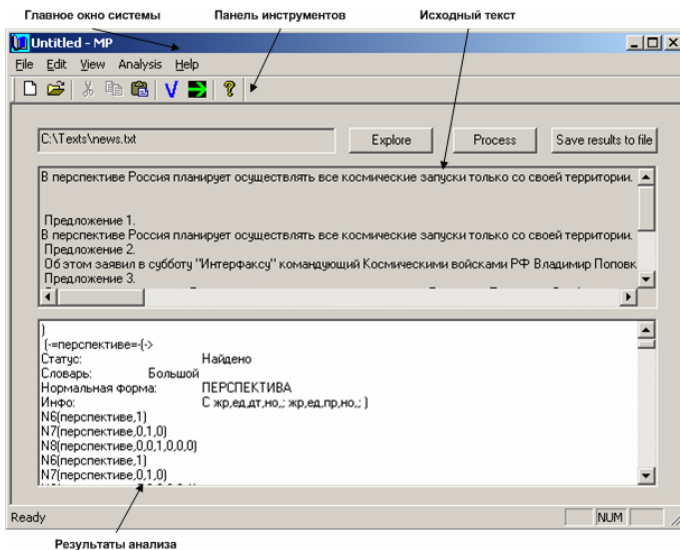 Главное окно системы
Панель инструментов
Исходный текст
Untitled - MP
File Edit View Analysis Help
C:\Texts\news.txt
Explore
Process
Save results to file
В перспективе Россия планирует осуществлять все космические запуски только со своей территории.
Предложение 1.
В перспективе Россия планирует осуществлять все космические запуски только со своей территории.
Предложение 2.
Об этом заявил в субботу "Интерфаксу" командующий Космическими войсками РФ Владимир Поповк
Предложение 3.
)
{-=перспективе=-{->
Статус: Найдено
Словарь: Большой
Нормальная форма: ПЕРСПЕКТИВА
Инфо: С жр,ед,дт,но,; жр,ед,пр,но,; )
N6(перспективе,1)
N7(перспективе,0,1,0)
N8(перспективе,0,0,1,0,0,0)
N6(перспективе,1)
N7(перспективе,0,1,0)
Ready
NUM
Результаты анализа